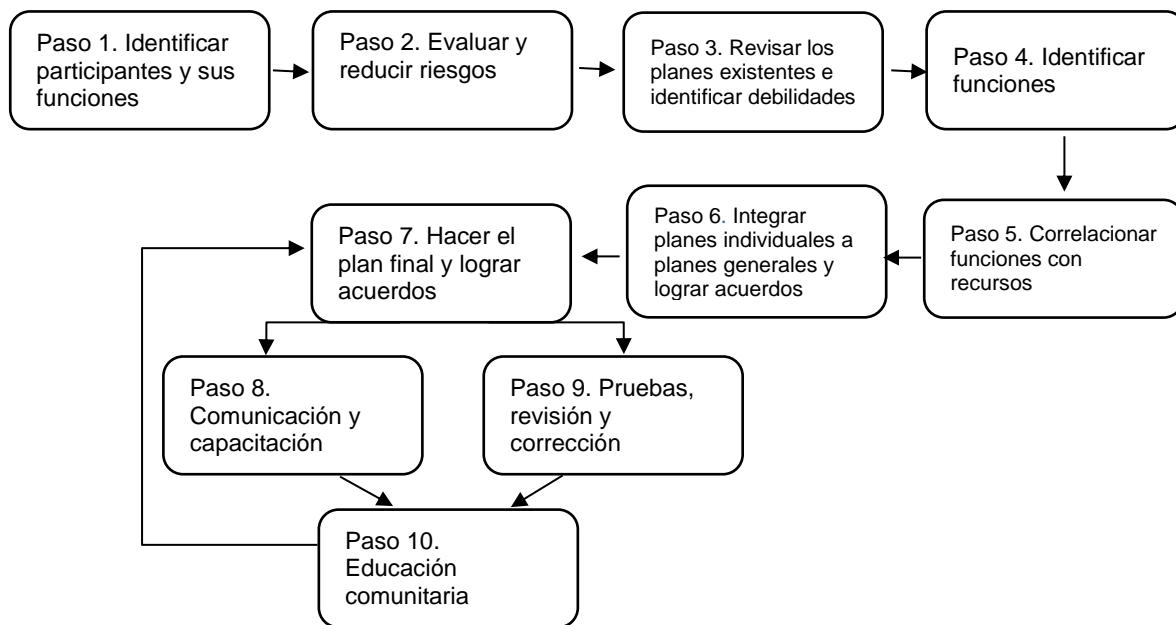 Paso 1. Identificar
participantes y sus
funciones
Paso 2. Evaluar y
reducir riesgos
Paso 3. Revisar los
planes existentes e
identificar debilidades
Paso 4. Identificar
funciones
Paso 5. Correlacionar
funciones con
recursos
Paso 6. Integrar
planes individuales a
planes generales y
lograr acuerdos
Paso 7. Hacer el
plan final y lograr
acuerdos
Paso 8.
Comunicación y
capacitación
Paso 9. Pruebas,
revisión y
corrección
Paso 10.
Educación
comunitaria